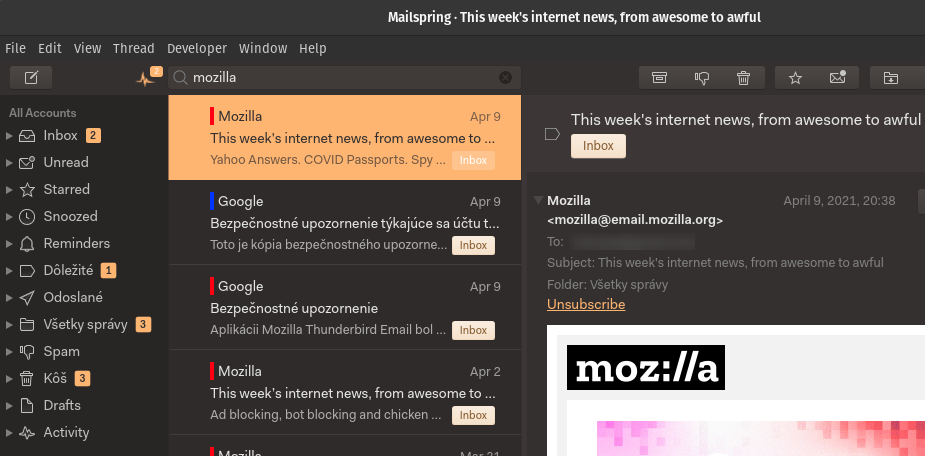 Mailspring · This week's internet news, from awesome to awful
File Edit View Thread Developer Window Help
2
mozilla
All Accounts
Inbox 2
Unread
Starred
Snoozed
Reminders
Dôležité 1
Odoslané
Všetky správy 3
Spam
Kôš 3
Drafts
Activity
Mozilla Apr 9
This week's internet news, from awesome to ...
Yahoo Answers. COVID Passports. Spy ... Inbox
Google Apr 9
Bezpečnostné upozornenie týkajúce sa účtu t...
Toto je kópia bezpečnostného upozorne... Inbox
Google Apr 9
Bezpečnostné upozornenie
Aplikácii Mozilla Thunderbird Email bol ... Inbox
Mozilla Apr 2
This week's internet news, from awesome to ...
Ad blocking, bot blocking and chicken ... Inbox
Mozilla Mar 21
This week's internet news, from awesome to awful
Inbox
Mozilla April 9, 2021, 20:38
<mozilla@email.mozilla.org>
To:
Subject: This week's internet news, from awesome to awful
Folder: Všetky správy
Unsubscribe
moz://a